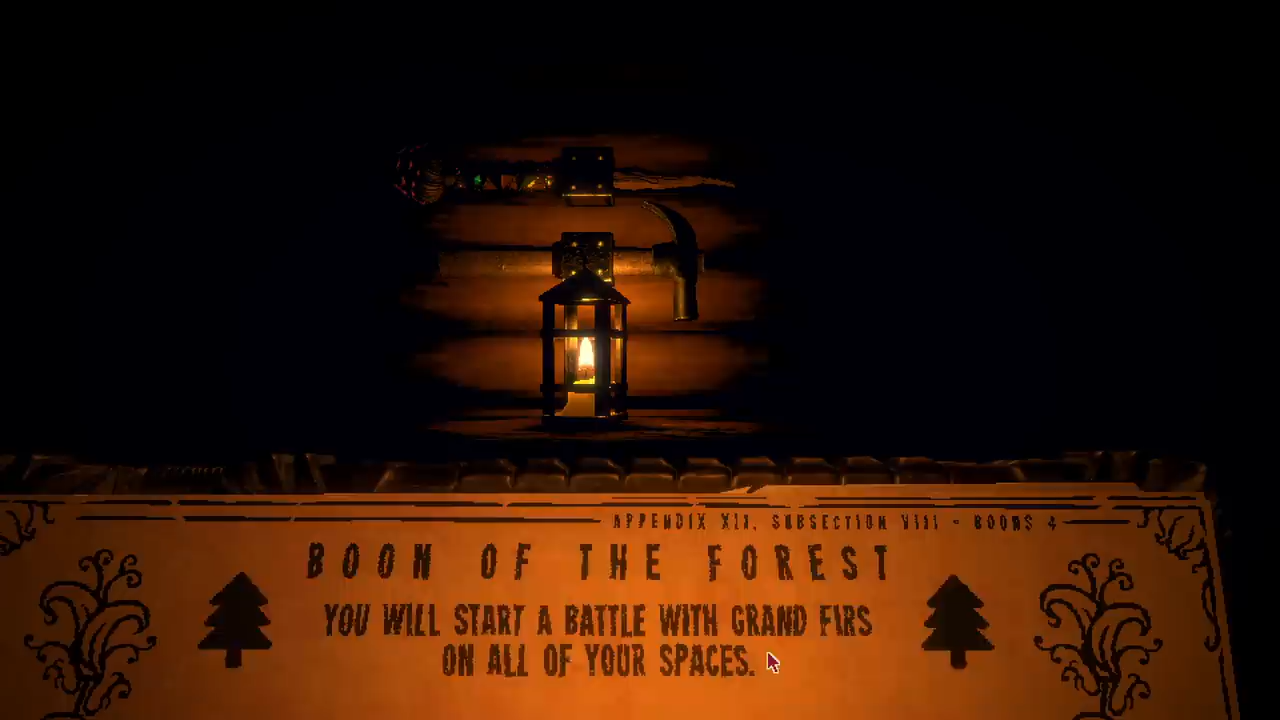 APPENDIX XIX, SUBSECTION VIII - BOONS 4
BOON OF THE FOREST
YOU WILL START A BATTLE WITH GRAND FIRS
ON ALL OF YOUR SPACES.